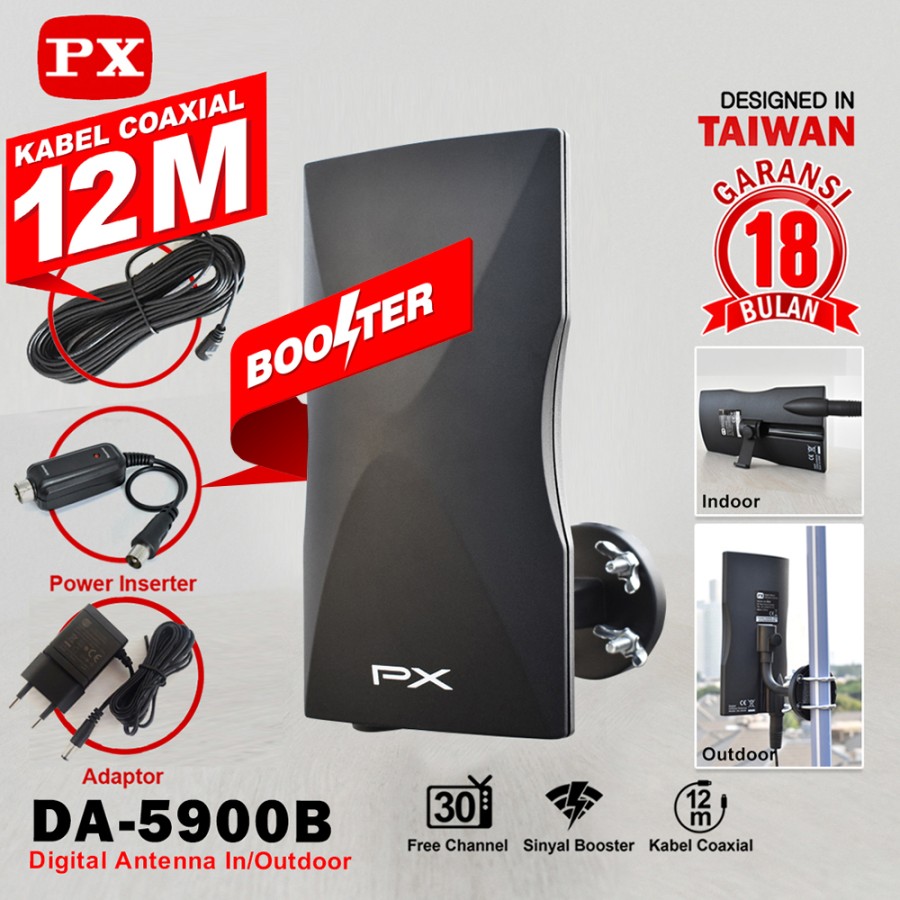 PX
KABEL COAXIAL
12M
DESIGNED IN
TAIWAN
GARANSI
18
BULAN
BOOSTER
Power Inserter
Adaptor
PX
Indoor
Outdoor
DA-5900B
Digital Antenna In/Outdoor
30
Free Channel
Sinyal Booster
12
m
Kabel Coaxial